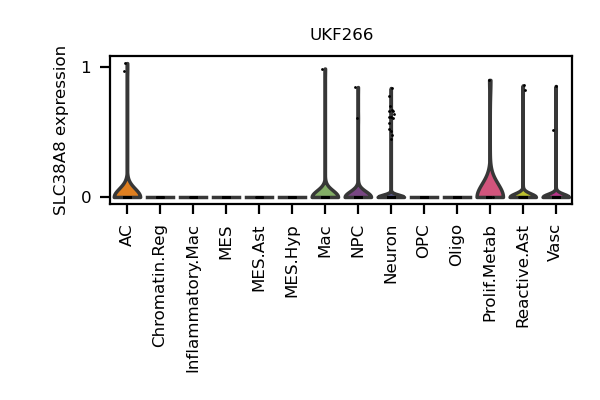 UKF266
SLC38A8 expression
1
0
AC
Chromatin.Reg
Inflammatory.Mac
MES
MES.Ast
MES.Hyp
Mac
NPC
Neuron
OPC
Oligo
Prolif.Metab
Reactive.Ast
Vasc